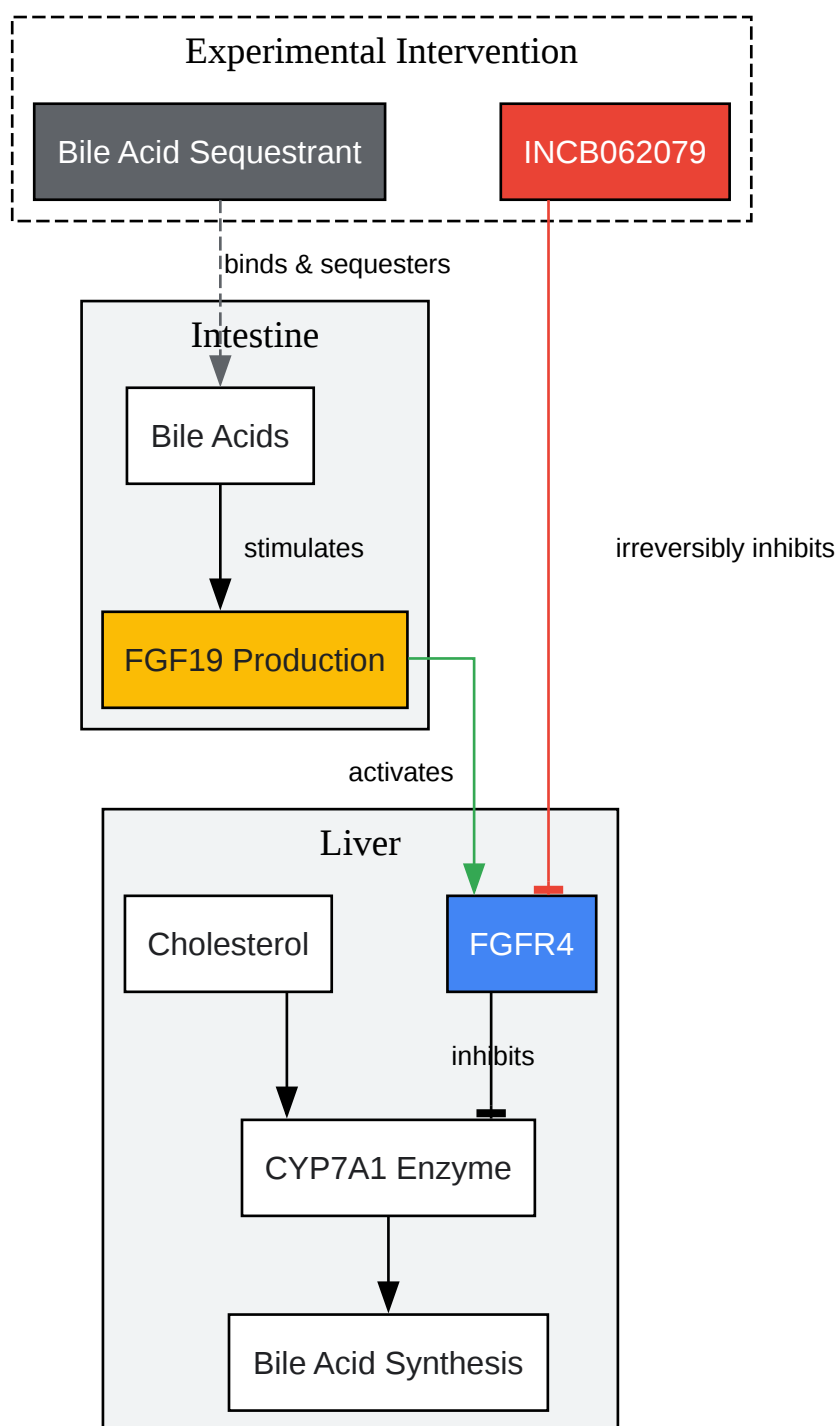 Experimental Intervention
Bile Acid Sequestrant
INCB062079
binds & sequesters
Intestine
Bile Acids
stimulates
irreversibly inhibits
FGF19 Production
activates
Liver
Cholesterol
FGFR4
inhibits
CYP7A1 Enzyme
Bile Acid Synthesis